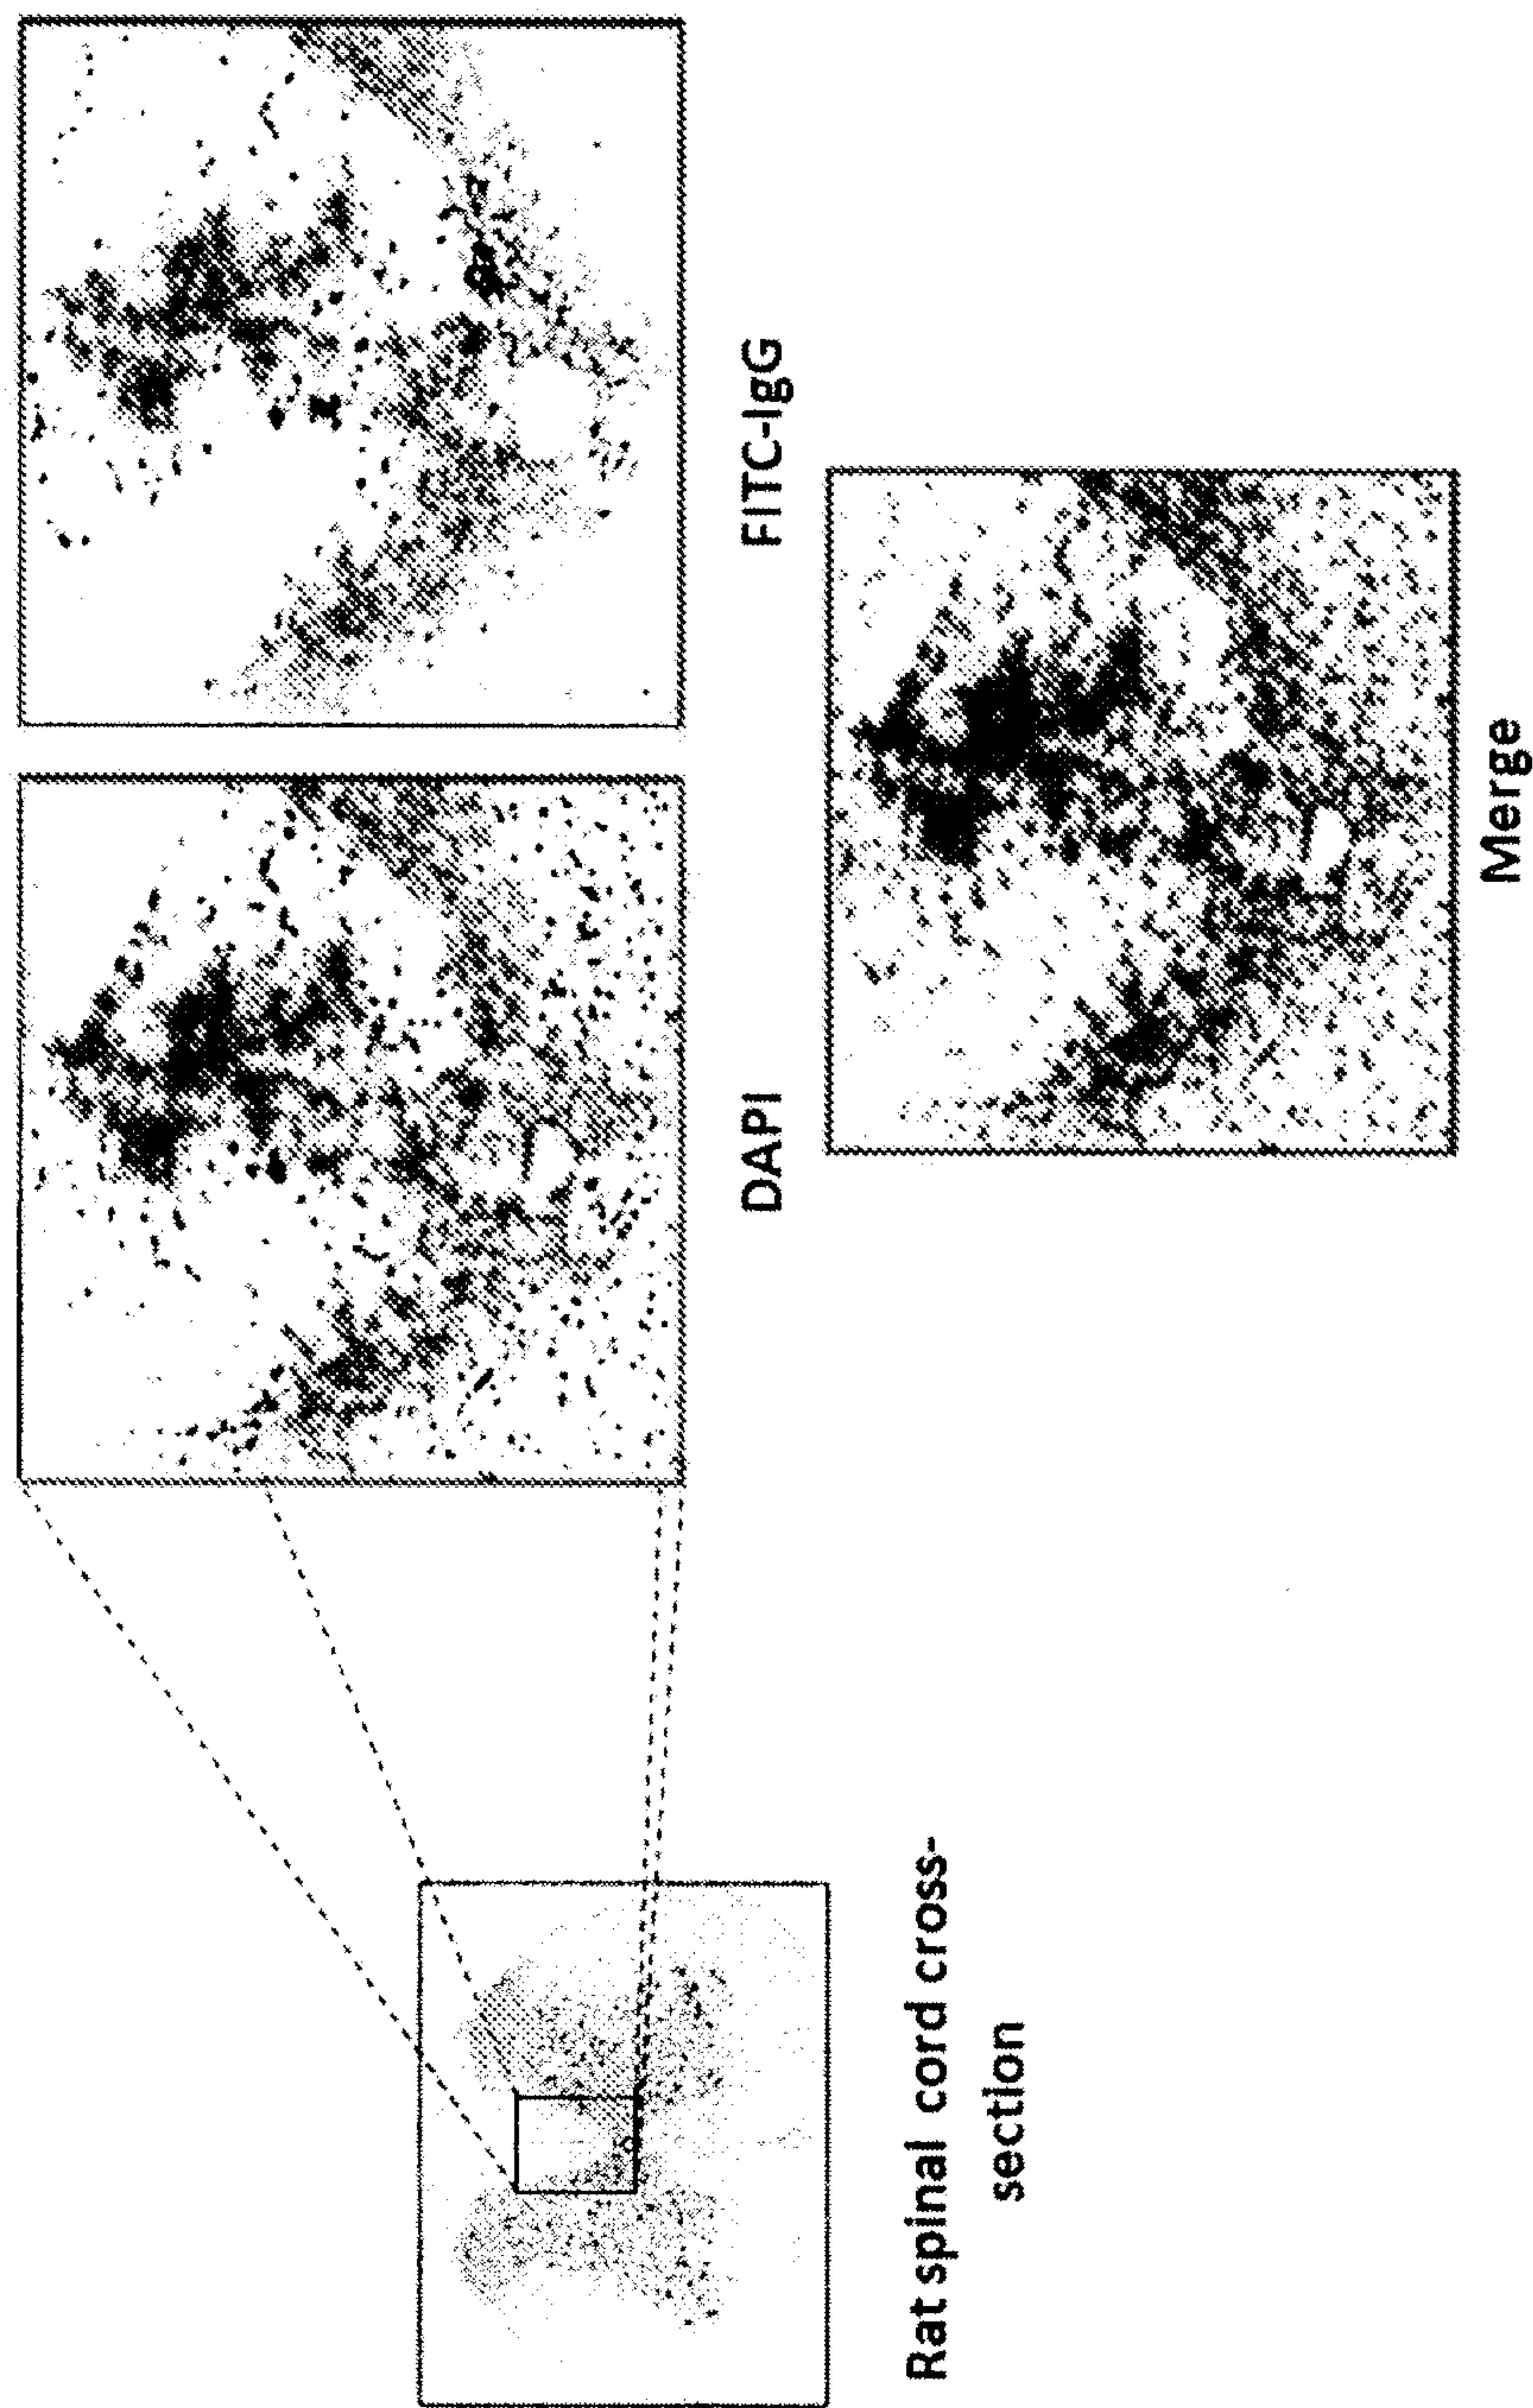 Rat spinal cord cross-
section
DAPI
FITC-IgG
Merge